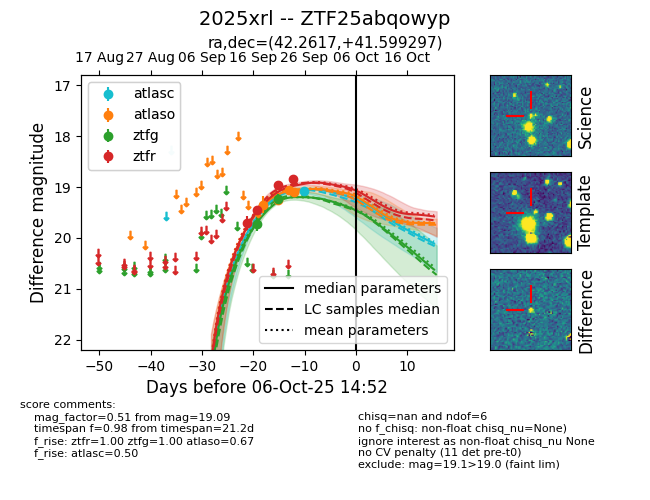 2025xrl -- ZTF25abqowyp
ra,dec=(42.2617,+41.599297)
17 Aug 27 Aug 06 Sep 16 Sep 26 Sep 06 Oct 16 Oct
17
18
19
20
21
22
Difference magnitude
atlasc
atlaso
ztfg
ztfr
median parameters
LC samples median
mean parameters
−50 −40 −30 −20 −10 0 10
Days before 06-Oct-25 14:52
Science
Template
Difference
score comments:
mag_factor=0.51 from mag=19.09
timespan f=0.98 from timespan=21.2d
f_rise: ztfr=1.00 ztfg=1.00 atlaso=0.67
f_rise: atlasc=0.50
chisq=nan and ndof=6
no f_chisq: non-float chisq_nu=None)
ignore interest as non-float chisq_nu None
no CV penalty (11 det pre-t0)
exclude: mag=19.1>19.0 (faint lim)